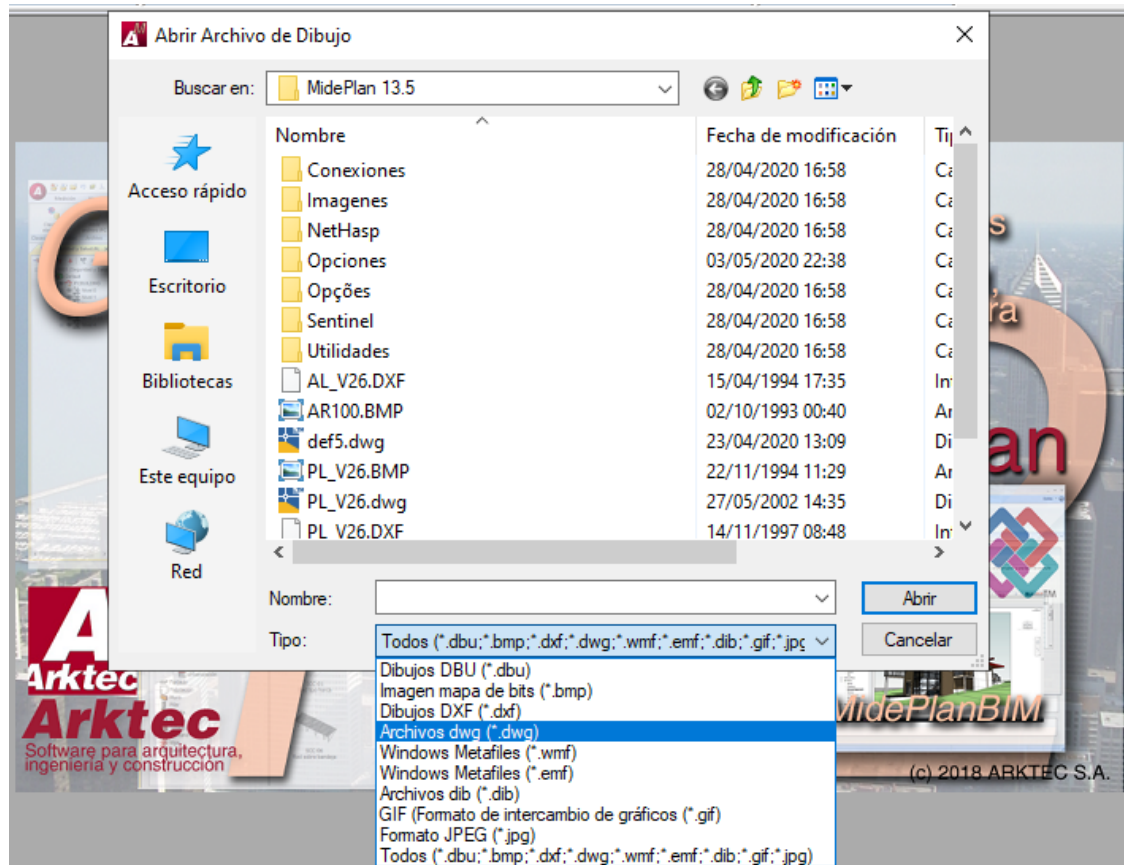 Abrir Archivo de Dibujo
Buscar en: MidePlan 13.5
Nombre Fecha de modificación
Acceso rápido
Escritorio
Bibliotecas
Este equipo
Red
Conexiones 28/04/2020 16:58
Imagenes 28/04/2020 16:58
NetHasp 28/04/2020 16:58
Opciones 03/05/2020 22:38
Opções 28/04/2020 16:58
Sentinel 28/04/2020 16:58
Utilidades 28/04/2020 16:58
AL_V26.DXF 15/04/1994 17:35
AR100.BMP 02/10/1993 00:40
def5.dwg 23/04/2020 13:09
PL_V26.BMP 22/11/1994 11:29
PL_V26.dwg 27/05/2002 14:35
PL_V26.DXF 14/11/1997 08:48
Nombre: Abrir
Tipo: Todos (*.dbu;*.bmp;*.dxf;*.dwg;*.wmf;*.emf;*.dib;*.gif;*.jpg Cancelar
Dibujos DBU (*.dbu)
Imagen mapa de bits (*.bmp)
Dibujos DXF (*.dxf)
Archivos dwg (*.dwg)
Windows Metafiles (*.wmf)
Windows Metafiles (*.emf)
Archivos dib (*.dib)
GIF (Formato de intercambio de gráficos (*.gif)
Formato JPEG (*.jpg)
Todos (*.dbu;*.bmp;*.dxf;*.dwg;*.wmf;*.emf;*.dib;*.gif;*.jpg)
Arktec
Arktec
Software para arquitectura,
ingeniería y construcción
an
MidePlanBIM
(c) 2018 ARKTEC S.A.